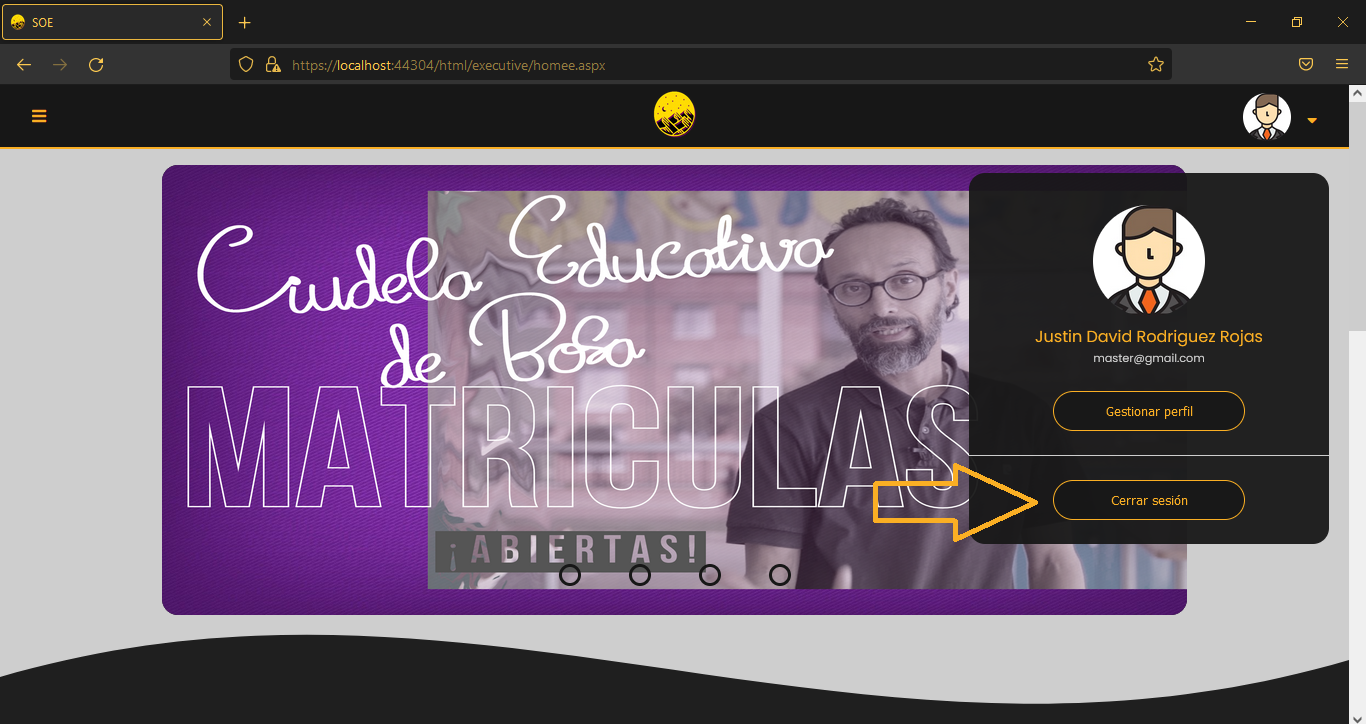 SOE
https://localhost:44304/html/executive/homee.aspx
Ciudela Educativa
de Bosa
MATRICULAS
¡ABIERTAS!
Justin David Rodriguez Rojas
master@gmail.com
Gestionar perfil
Cerrar sesión